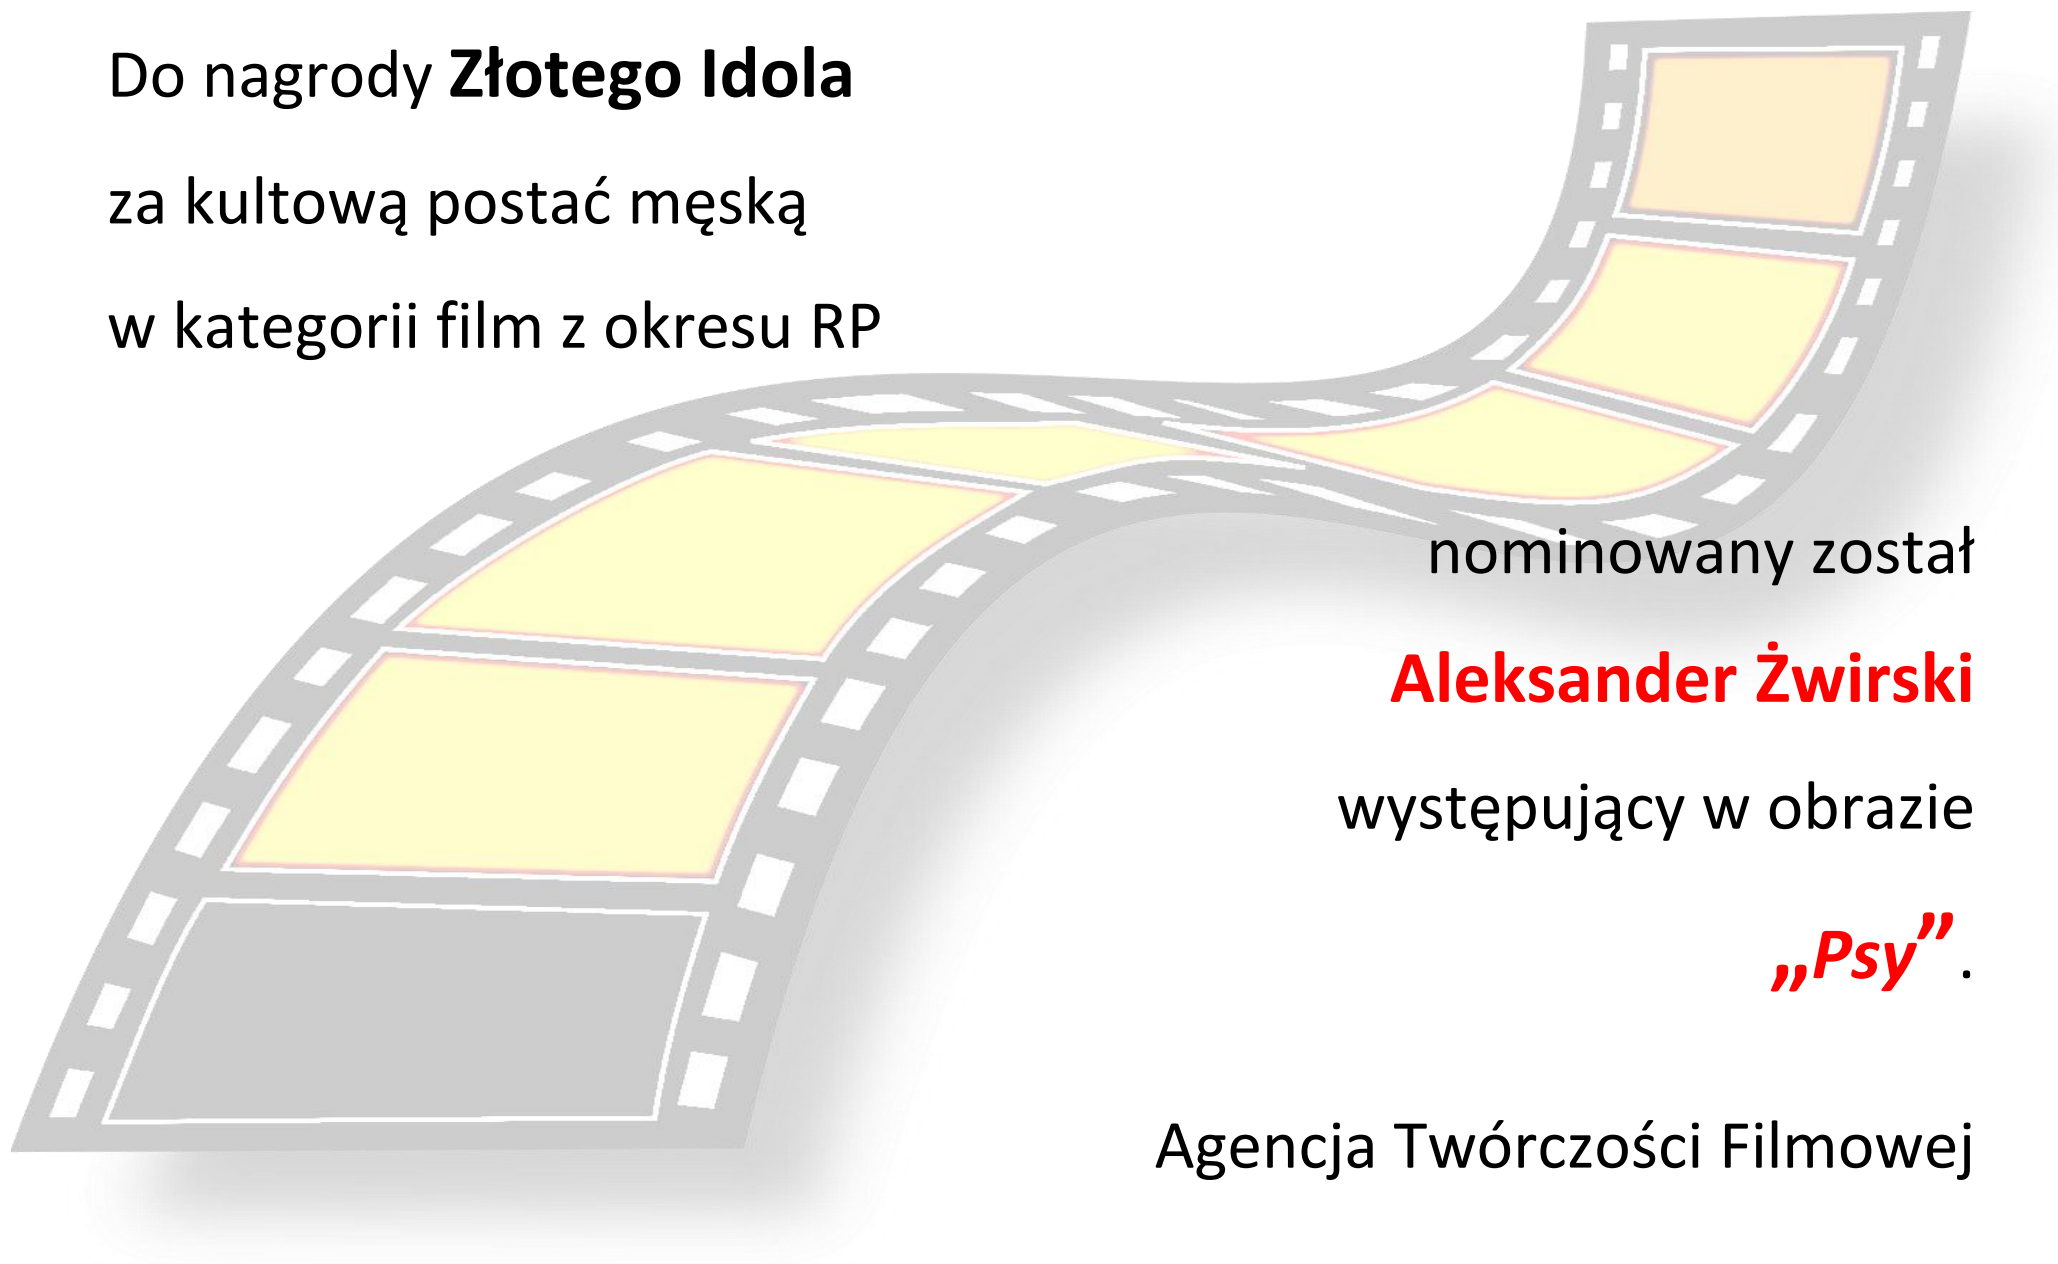 Do nagrody Złotego Idola
za kultową postać męską
w kategorii film z okresu RP
nominowany został
Aleksander Żwirski
występujący w obrazie
„Psy”.
Agencja Twórczości Filmowej